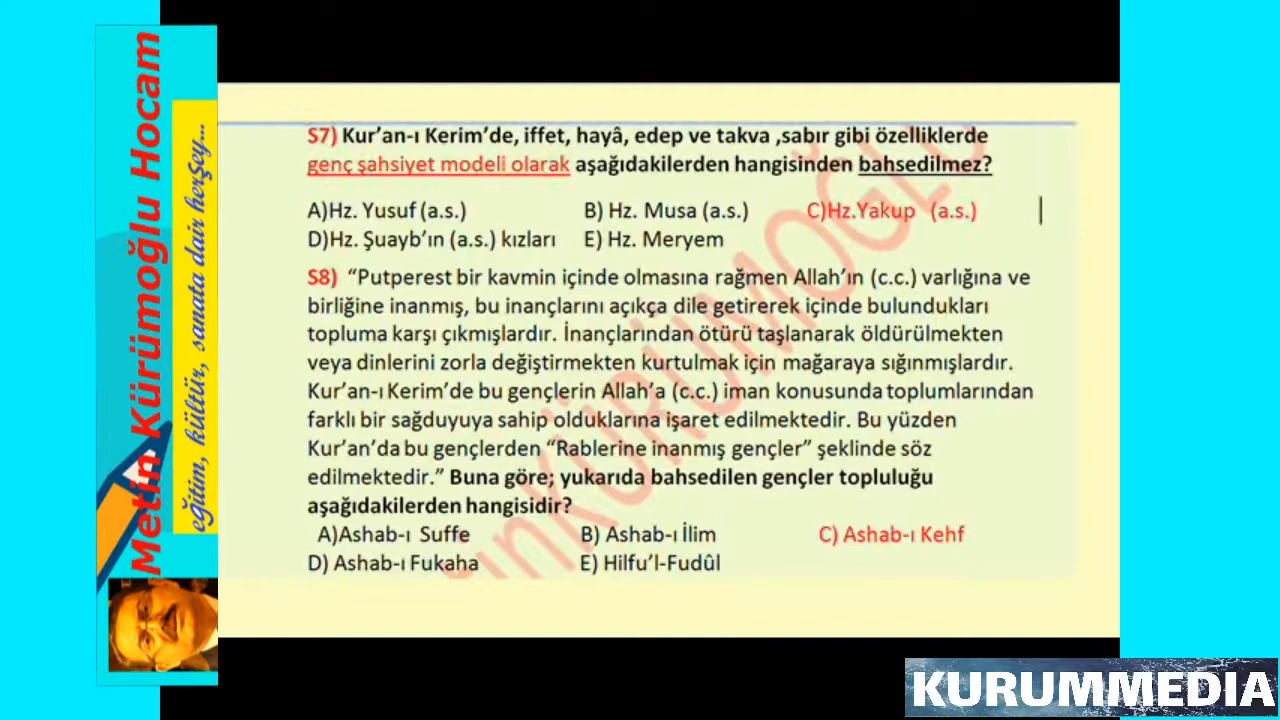 Metin Kürümoğlu Hocam
eğitim, kültür, sanata dair herşey...
S7) Kur’an-ı Kerim’de, iffet, hayâ, edep ve takva ,sabır gibi özelliklerde
genç şahsiyet modeli olarak aşağıdakilerden hangisinden bahsedilmez?
A)Hz. Yusuf (a.s.) B) Hz. Musa (a.s.) C)Hz.Yakup (a.s.)
D)Hz. Şuayb’ın (a.s.) kızları E) Hz. Meryem
S8) “Putperest bir kavmin içinde olmasına rağmen Allah’ın (c.c.) varlığına ve
birliğine inanmış, bu inançlarını açıkça dile getirerek içinde bulundukları
topluma karşı çıkmışlardır. İnançlarından ötürü taşlanarak öldürülmekten
veya dinlerini zorla değiştirmekten kurtulmak için mağaraya sığınmışlardır.
Kur’an-ı Kerim’de bu gençlerin Allah’a (c.c.) iman konusunda toplumlarından
farklı bir sağduyuya sahip olduklarına işaret edilmektedir. Bu yüzden
Kur’an’da bu gençlerden “Rablerine inanmış gençler” şeklinde söz
edilmektedir.” Buna göre; yukarıda bahsedilen gençler topluluğu
aşağıdakilerden hangisidir?
A)Ashab-ı Suffe B) Ashab-ı İlim C) Ashab-ı Kehf
D) Ashab-ı Fukaha E) Hilfu’l-Fudûl
KURUMMEDIA